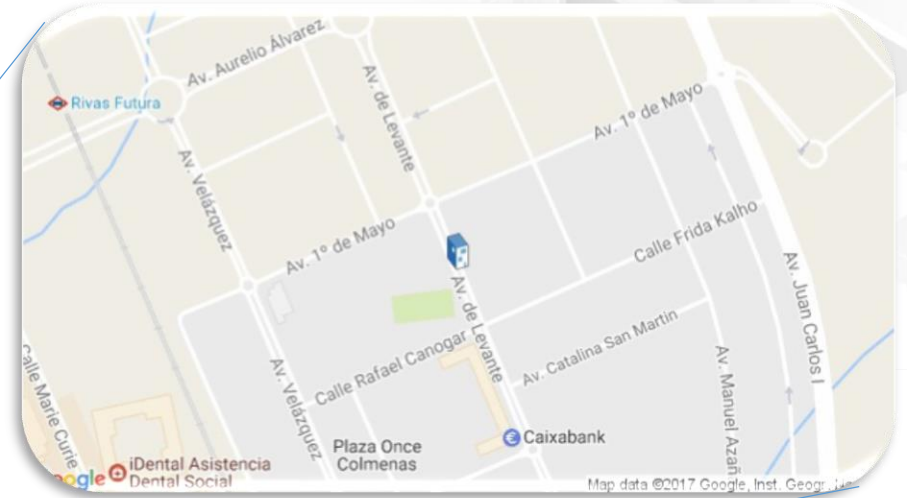 Av. Aurelio Álvarez
Rivas Futura
Av. de Levante
Av. 1º de Mayo
Av. Velázquez
Av. 1º de Mayo
Calle Frida Kalho
Av. Juan Carlos I
Av. de Levante
Calle Rafael Canogar
Av. Catalina San Martin
Calle Marie Curie
Av. Velázquez
Av. Manuel
Plaza Once
Colmenas
Caixabank
iDental Asistencia
Dental Social
Map data ©2017 Google, Inst. Geogr.